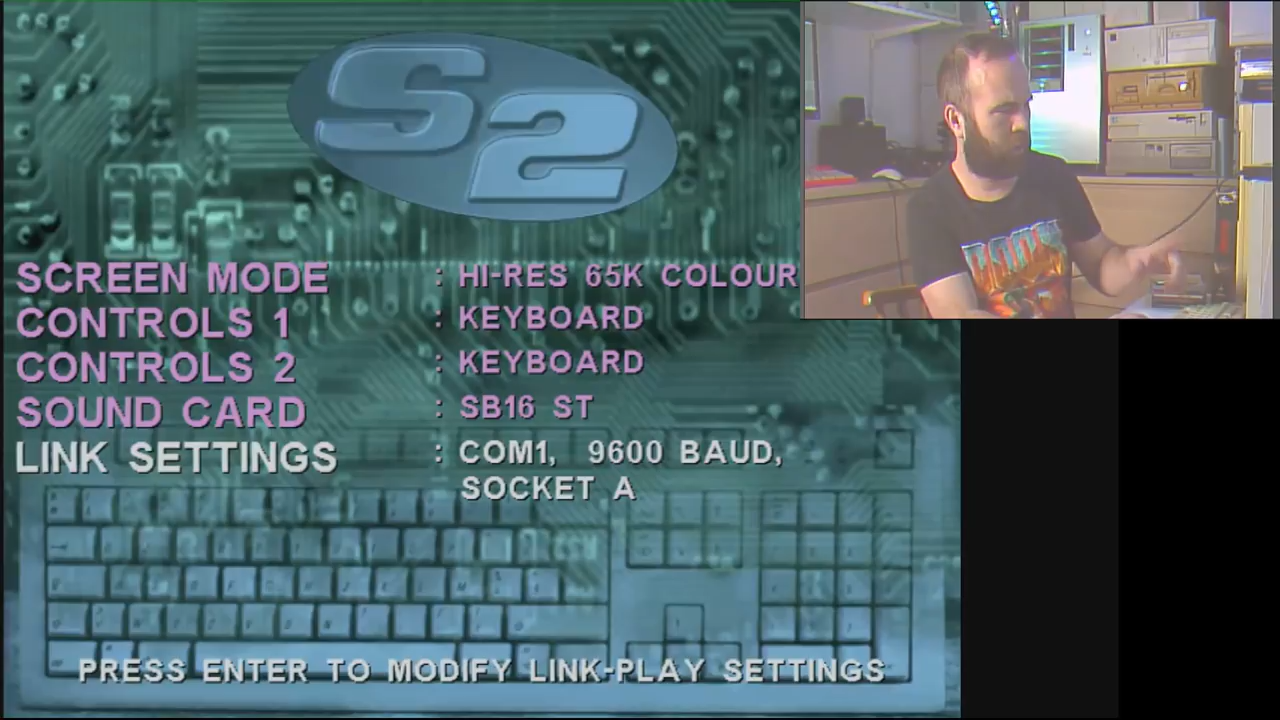 S2
SCREEN MODE : HI-RES 65K COLOUR
CONTROLS 1 : KEYBOARD
CONTROLS 2 : KEYBOARD
SOUND CARD : SB16 ST
LINK SETTINGS : COM1, 9600 BAUD,
SOCKET A
PRESS ENTER TO MODIFY LINK-PLAY SETTINGS
DOOM